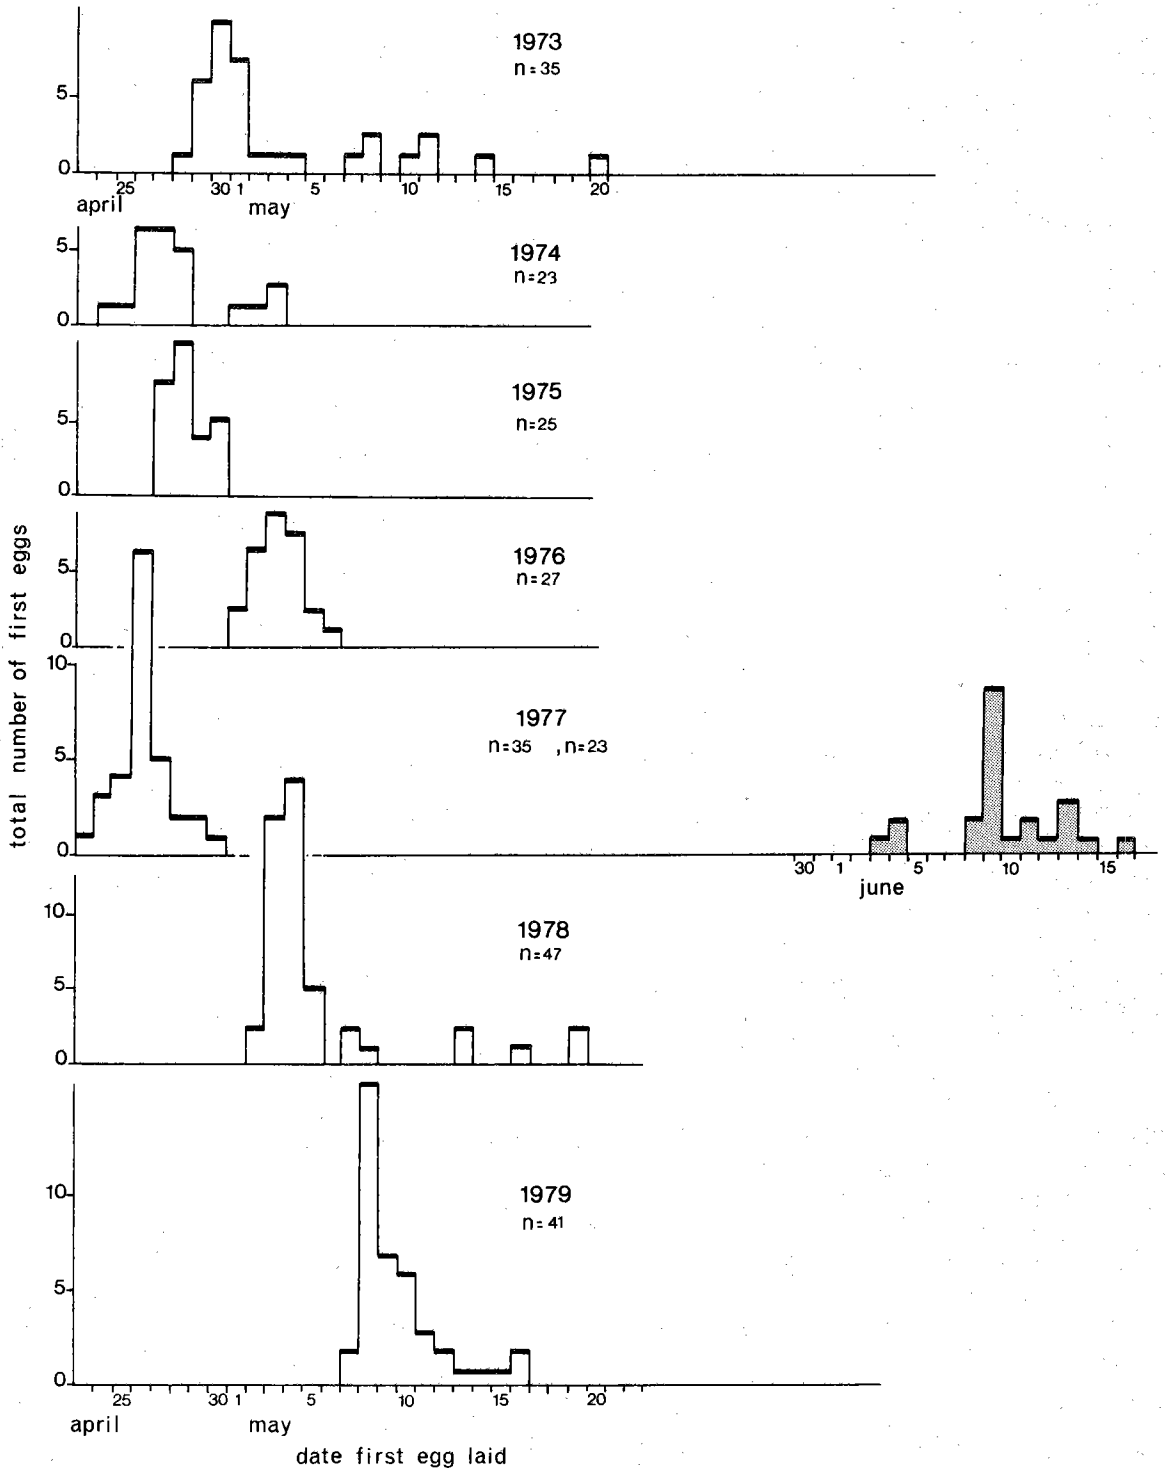 1973
n=35
5
0
25 30 1 5 10 15 20
april may
1974
n=23
5
0
1975
n=25
5
0
1976
n=27
5
0
total number of first eggs
1977
n=35 , n=23
10
5
0
30 1 5 10 15
june
1978
n=47
10
5
0
1979
n=41
10
5
0
25 30 1 5 10 15 20
april may
date first egg laid